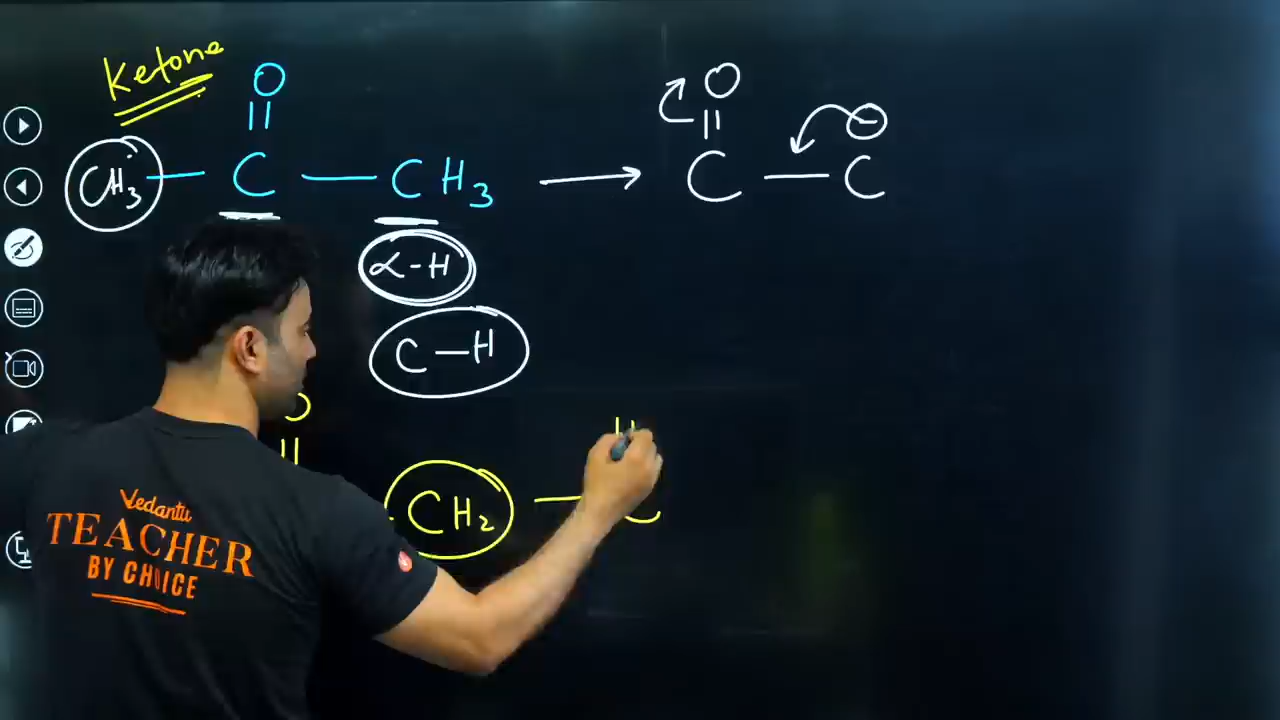 Ketone
O O
|| ||
CH3 — C — CH3 ⟶ C — C
⊖
α-H
C — H
O
||
CH2 — C
Vedantu
TEACHER
BY CHOICE